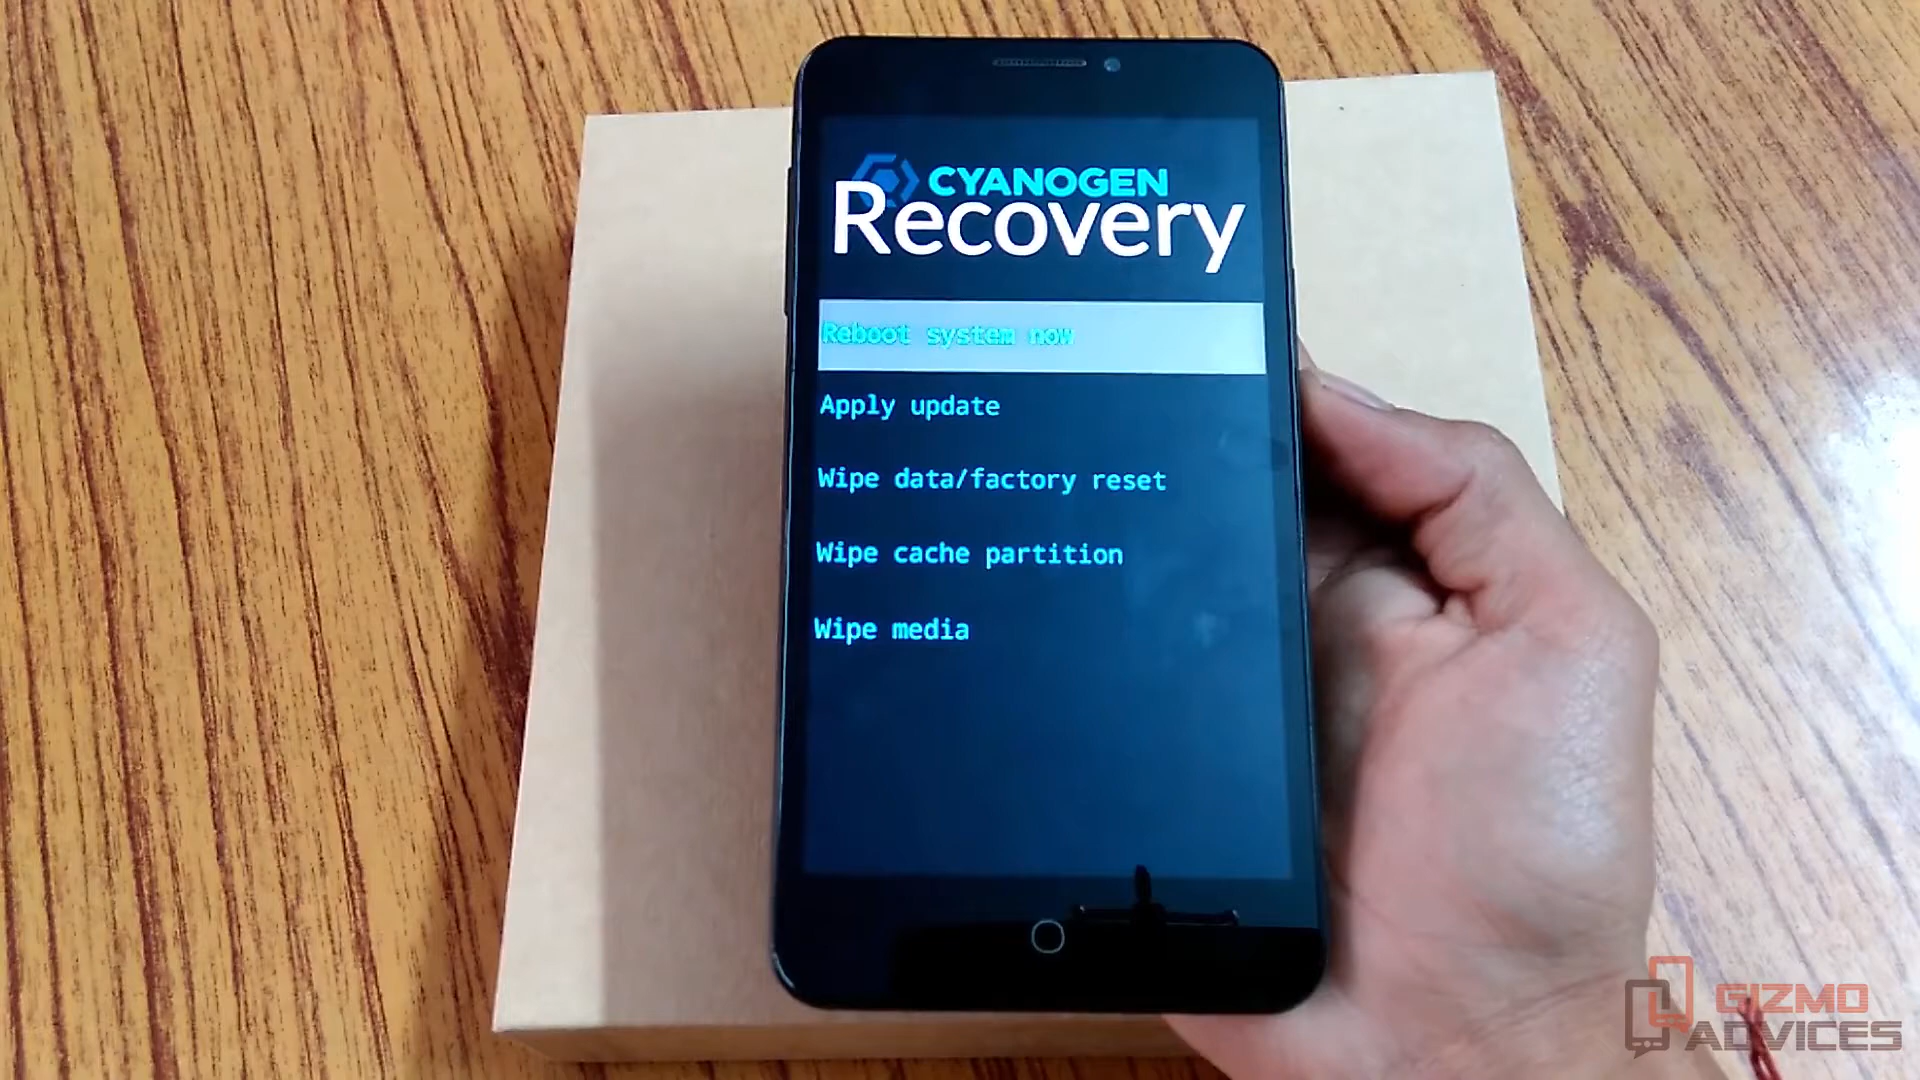 CYANOGEN
Recovery
Reboot system now
Apply update
Wipe data/factory reset
Wipe cache partition
Wipe media
GIZMO
ADVICES